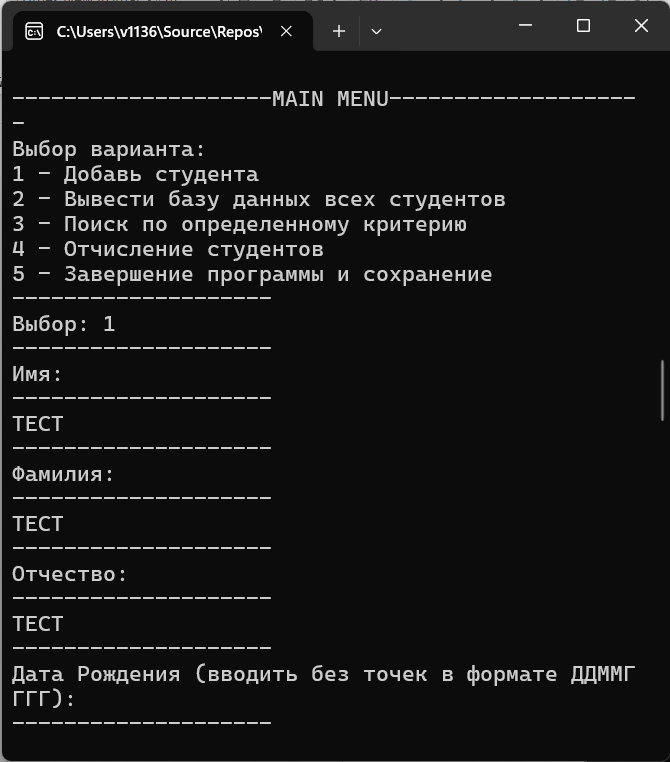 C:\Users\v1136\Source\Repos\
-------------------MAIN MENU-------------------
-
Выбор варианта:
1 - Добавь студента
2 - Вывести базу данных всех студентов
3 - Поиск по определенному критерию
4 - Отчисление студентов
5 - Завершение программы и сохранение
--------------------
Выбор: 1
--------------------
Имя:
--------------------
ТЕСТ
--------------------
Фамилия:
--------------------
ТЕСТ
--------------------
Отчество:
--------------------
ТЕСТ
--------------------
Дата Рождения (вводить без точек в формате ДДММГ
ГГГ):
--------------------